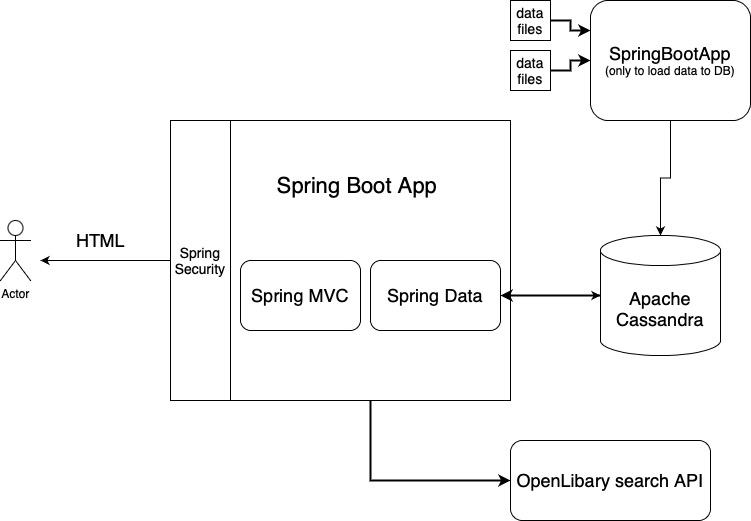 data
files
data
files
SpringBootApp
(only to load data to DB)
Spring Boot App
HTML
Spring
Security
Actor
Spring MVC
Spring Data
Apache
Cassandra
OpenLibary search API